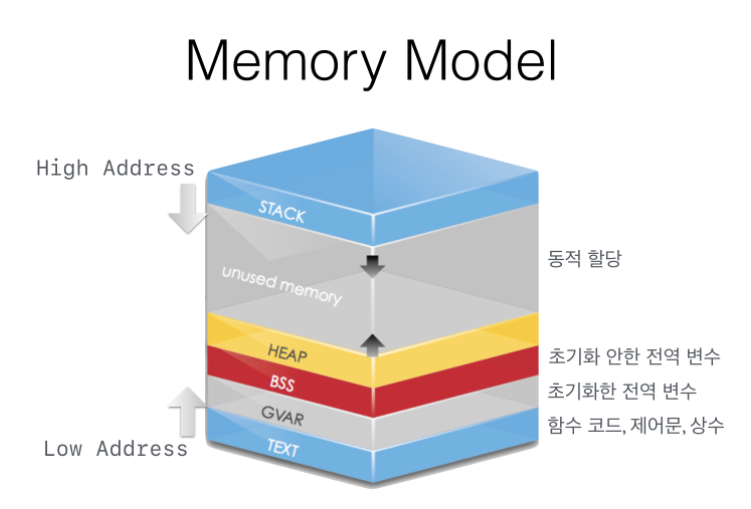 Memory Model
High Address
STACK
동적 할당
unused memory
HEAP
초기화 안한 전역 변수
BSS
초기화한 전역 변수
GVAR
함수 코드, 제어문, 상수
TEXT
Low Address